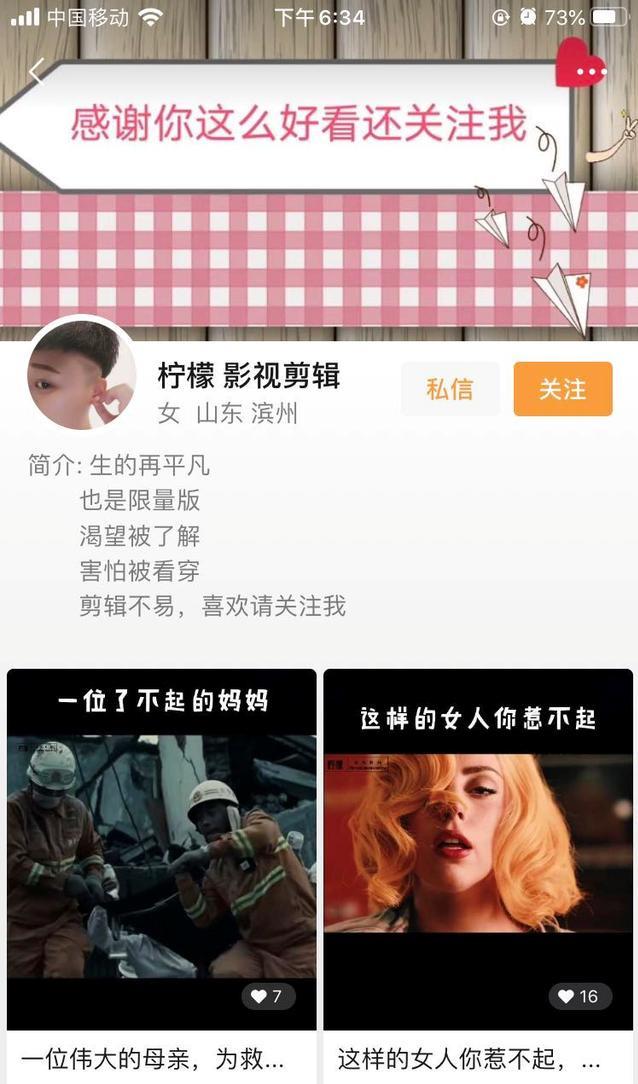 中国移动
下午6:34
73%
感谢你这么好看还关注我
柠檬 影视剪辑
私信
关注
女 山东 滨州
简介: 生的再平凡
也是限量版
渴望被了解
害怕被看穿
剪辑不易，喜欢请关注我
一位了不起的妈妈
7
这样的女人你惹不起
16
一位伟大的母亲，为救...
这样的女人你惹不起，...